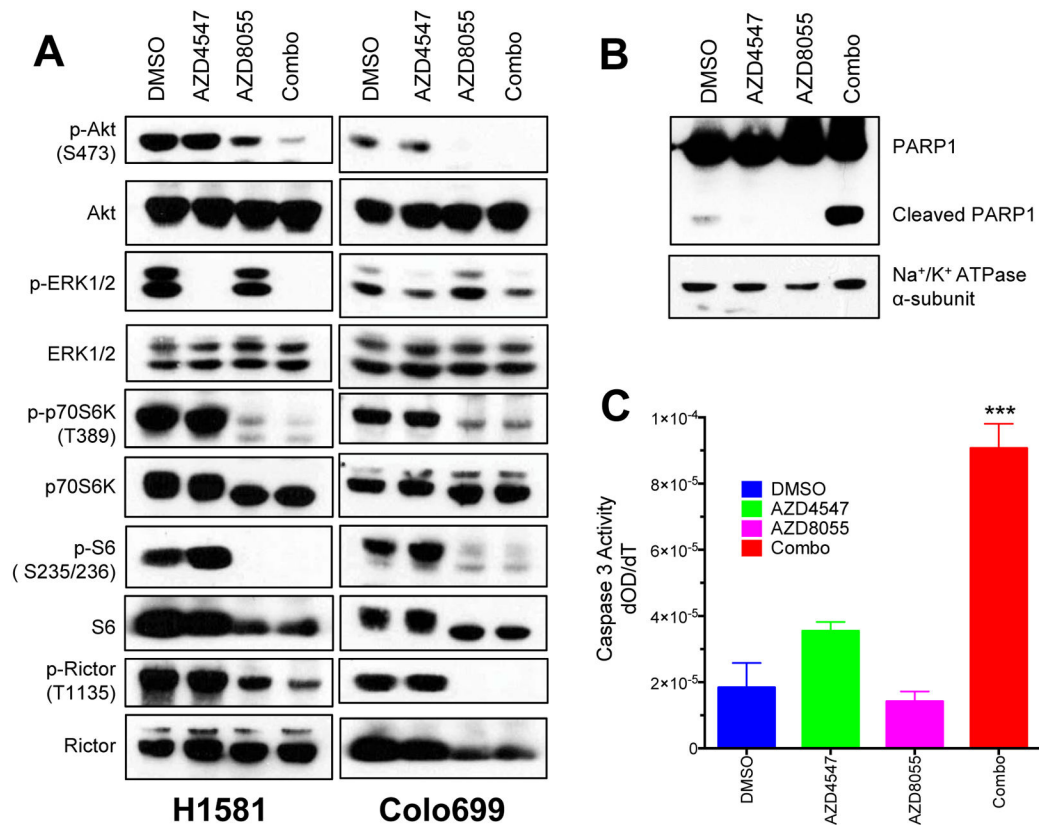 A
DMSO
AZD4547
AZD8055
Combo
DMSO
AZD4547
AZD8055
Combo
p-Akt
(S473)
Akt
p-ERK1/2
ERK1/2
p-p70S6K
(T389)
p70S6K
p-S6
( S235/236)
S6
p-Rictor
(T1135)
Rictor
H1581
Colo699
B
DMSO
AZD4547
AZD8055
Combo
PARP1
Cleaved PARP1
Na⁺/K⁺ ATPase
α-subunit
C
Caspase 3 Activity
dOD/dT
1×10⁻⁴
8×10⁻⁵
6×10⁻⁵
4×10⁻⁵
2×10⁻⁵
0
DMSO
AZD4547
AZD8055
Combo
***
DMSO
AZD4547
AZD8055
Combo